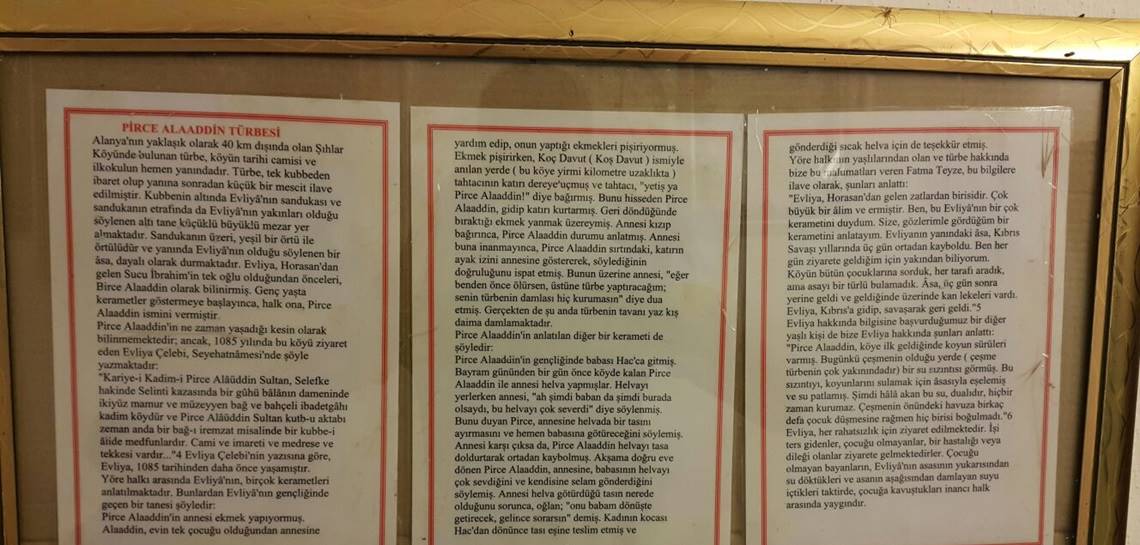 PİRCE ALAADDİN TÜRBESİ
Alanya'nın yaklaşık olarak 40 km dışında olan Şıhlar
Köyünde bulunan türbe, köyün tarihi camisi ve
ilkokulun hemen yanındadır. Türbe, tek kubbeden
ibaret olup yanına sonradan küçük bir mescit ilave
edilmiştir. Kubbenin altında Evliyâ'nın sandukası ve
sandukanın etrafında da Evliyâ'nın yakınları olduğu
söylenen altı tane küçüklü büyüklü mezar yer
almaktadır. Sandukanın üzeri, yeşil bir örtü ile
örtülüdür ve yanında Evliyâ'nın olduğu söylenen bir
âsa, dayalı olarak durmaktadır. Evliya, Horasan'dan
gelen Sucu İbrahim'in tek oğlu olduğundan önceleri,
Birce Alaaddin olarak bilinirmiş. Genç yaşta
kerametler göstermeye başlayınca, halk ona, Pirce
Alaaddin ismini vermiştir.
Pirce Alaaddin'in ne zaman yaşadığı kesin olarak
bilinmemektedir; ancak, 1085 yılında bu köyü ziyaret
eden Evliya Çelebi, Seyehatnâmesi'nde şöyle
yazmaktadır:
"Kariye-i Kadim-i Pirce Alâüddin Sultan, Selefke
hakinde Selinti kazasında bir gûhü bâlânın dameninde
ikiyüz mamur ve müzeyyen bağ ve bahçeli ibadetgâhı
kadim köydür ve Pirce Alâüddin Sultan kutb-u aktabı
zeman anda bir bağ-ı iremzat misalinde bir kubbe-i
âlide medfunlardır. Cami ve imareti ve medrese ve
tekkesi vardır..."4 Evliya Çelebi'nin yazısına göre,
Evliya, 1085 tarihinden daha önce yaşamıştır.
Yöre halkı arasında Evliyâ'nın, birçok kerametleri
anlatılmaktadır. Bunlardan Evliyâ'nın gençliğinde
geçen bir tanesi şöyledir:
Pirce Alaaddin'in annesi ekmek yapıyormuş.
Alaaddin, evin tek çocuğu olduğundan annesine
yardım edip, onun yaptığı ekmekleri pişiriyormuş.
Ekmek pişirirken, Koç Davut ( Koş Davut ) ismiyle
anılan yerde ( bu köye yirmi kilometre uzaklıkta )
tahtacının katırı dereye'uçmuş ve tahtacı, "yetiş ya
Pirce Alaaddin!" diye bağırmış. Bunu hisseden Pirce
Alaaddin, gidip katırı kurtarmış. Geri döndüğünde
bıraktığı ekmek yanmak üzereymiş. Annesi kızıp
bağırınca, Pirce Alaaddin durumu anlatmış. Annesi
buna inanmayınca, Pirce Alaaddin sırtındaki, katırın
ayak izini annesine göstererek, söylediğinin
doğruluğunu ispat etmiş. Bunun üzerine annesi, "eğer
benden önce ölürsen, üstüne türbe yaptıracağım;
senin türbenin damlası hiç kurumasın" diye dua
etmiş. Gerçekten de şu anda türbenin tavanı yaz kış
daima damlamaktadır.
Pirce Alaaddin'in anlatılan diğer bir kerameti de
şöyledir:
Pirce Alaaddin'in gençliğinde babası Hac'ca gitmiş.
Bayram gününden bir gün önce köyde kalan Pirce
Alaaddin ile annesi helva yapmışlar. Helvayı
yerlerken annesi, "ah şimdi baban da şimdi burada
olsaydı, bu helvayı çok severdi" diye söylenmiş.
Bunu duyan Pirce, annesine helvada bir tasını
ayırmasını ve hemen babasına götüreceğini söylemiş.
Annesi karşı çıksa da, Pirce Alaaddin helvayı tasa
doldurtarak ortadan kaybolmuş. Akşama doğru eve
dönen Pirce Alaaddin, annesine, babasının helvayı
çok sevdiğini ve kendisine selam gönderdiğini
söylemiş. Annesi helva götürdüğü tasın nerede
olduğunu sorunca, oğlan; "onu babam dönüşte
getirecek, gelince sorarsın" demiş. Kadının kocası
Hac'dan dönünce tası eşine teslim etmiş ve
gönderdiği sıcak helva için de teşekkür etmiş.
Yöre halkının yaşlılarından olan ve türbe hakkında
bize bu malumatları veren Fatma Teyze, bu bilgilere
ilave olarak, şunları anlattı:
"Evliya, Horasan'dan gelen zatlardan birisidir. Çok
büyük bir âlim ve ermiştir. Ben, bu Evliyâ'nın bir çok
kerametini duydum. Size, gözlerimle gördüğüm bir
kerametini anlatayım. Evliyanın yanındaki âsa, Kıbrıs
Savaşı yıllarında üç gün ortadan kayboldu. Ben her
gün ziyarete geldiğim için yakından biliyorum.
Köyün bütün çocuklarına sorduk, her tarafı aradık,
ama asayı bir türlü bulamadık. Âsa, üç gün sonra
yerine geldi ve geldiğinde üzerinde kan lekeleri vardı.
Evliya, Kıbrıs'a gidip, savaşarak geri geldi."5
Evliya hakkında bilgisine başvurduğumuz bir diğer
yaşlı kişi de bize Evliya hakkında şunları anlattı:
"Pirce Alaaddin, köye ilk geldiğinde koyun sürüleri
varmış. Bugünkü çeşmenin olduğu yerde ( çeşme
türbenin çok yakınındadır) bir su sızıntısı görmüş. Bu
sızıntıyı, koyunlarını sulamak için âsasıyla eşelemiş
ve su patlamış. Şimdi hâlâ akan bu su, dualıdır, hiçbir
zaman kurumaz. Çeşmenin önündeki havuza birkaç
defa çocuk düşmesine rağmen hiç birisi boğulmadı."6
Evliya, her rahatsızlık için ziyaret edilmektedir. İşi
ters gidenler, çocuğu olmayanlar, bir hastalığı veya
dileği olanlar ziyarete gelmektedirler. Çocuğu
olmayan bayanların, Evliyâ'nın asasının yukarısından
su döktükleri ve asanın aşağısından damlayan suyu
içtikleri taktirde, çocuğa kavuştukları inancı halk
arasında yaygındır.